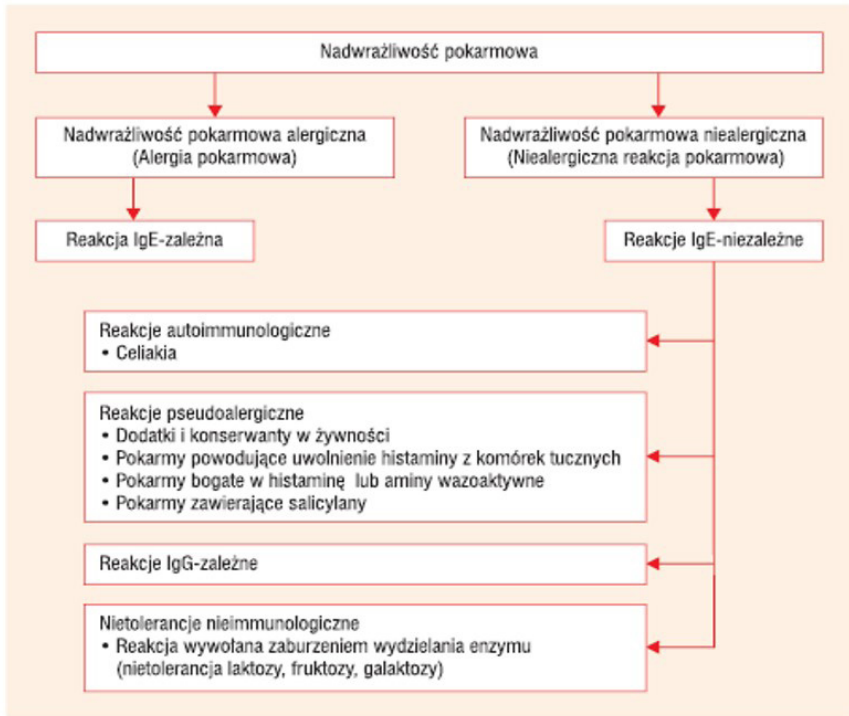 Nadwrażliwość pokarmowa
Nadwrażliwość pokarmowa alergiczna
(Alergia pokarmowa)
Nadwrażliwość pokarmowa niealergiczna
(Niealergiczna reakcja pokarmowa)
Reakcja IgE-zależna
Reakcje IgE-niezależne
Reakcje autoimmunologiczne
• Celiakia
Reakcje pseudoalergiczne
• Dodatki i konserwanty w żywności
• Pokarmy powodujące uwolnienie histaminy z komórek tucznych
• Pokarmy bogate w histaminę lub aminy wazoaktywne
• Pokarmy zawierające salicylany
Reakcje IgG-zależne
Nietolerancje nieimmunologiczne
• Reakcja wywołana zaburzeniem wydzielania enzymu
(nietolerancja laktozy, fruktozy, galaktozy)